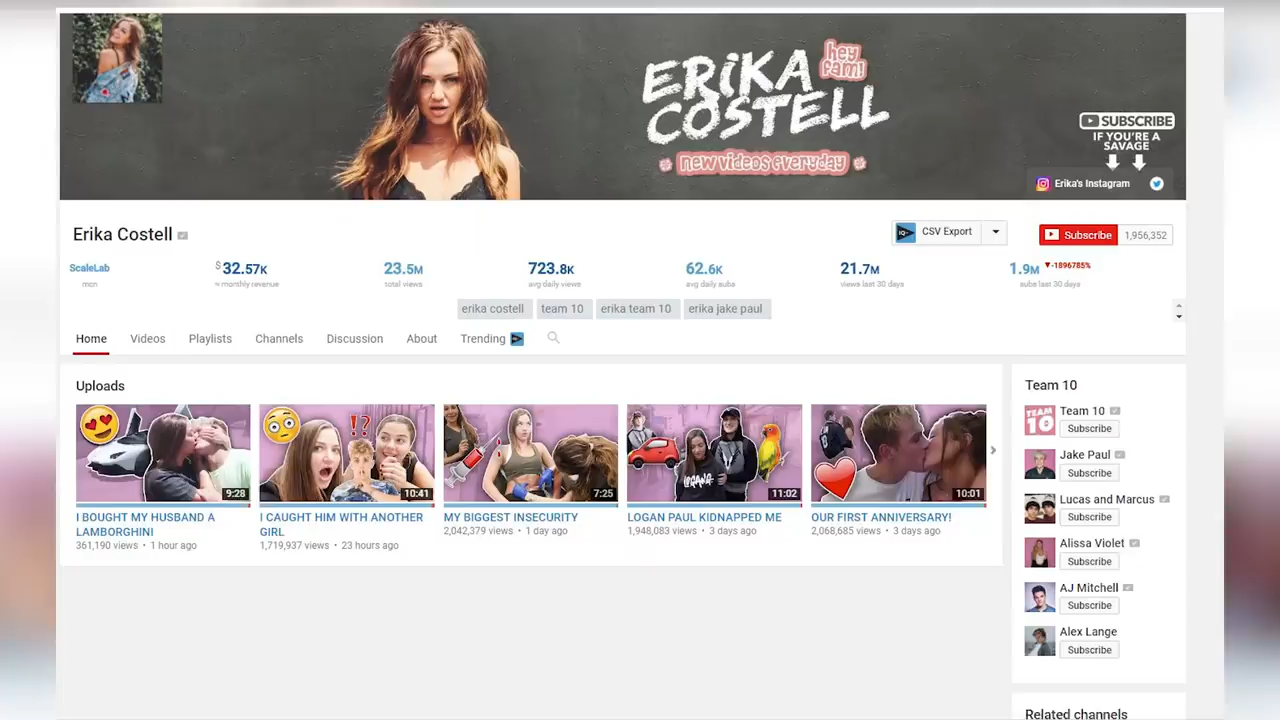 ERIKA
COSTELL
hey
fam!
new videos everyday
SUBSCRIBE
IF YOU'RE A
SAVAGE
Erika's Instagram
Erika Costell
CSV Export
Subscribe 1,956,352
ScaleLab
mcn
$32.57K
≈ monthly revenue
23.5M
total views
723.8K
avg daily views
62.6K
avg daily subs
21.7M
views last 30 days
1.9M ▼-1896785%
subs last 30 days
erika costell team 10 erika team 10 erika jake paul
Home Videos Playlists Channels Discussion About Trending
Uploads
9:28
I BOUGHT MY HUSBAND A
LAMBORGHINI
361,190 views • 1 hour ago
!?
10:41
I CAUGHT HIM WITH ANOTHER
GIRL
1,719,937 views • 23 hours ago
7:25
MY BIGGEST INSECURITY
2,042,379 views • 1 day ago
LOGANG
11:02
LOGAN PAUL KIDNAPPED ME
1,948,083 views • 3 days ago
10:01
OUR FIRST ANNIVERSARY!
2,068,685 views • 3 days ago
Team 10
TEAM
10
Team 10
Subscribe
Jake Paul
Subscribe
Lucas and Marcus
Subscribe
Alissa Violet
Subscribe
AJ Mitchell
Subscribe
Alex Lange
Subscribe
Related channels